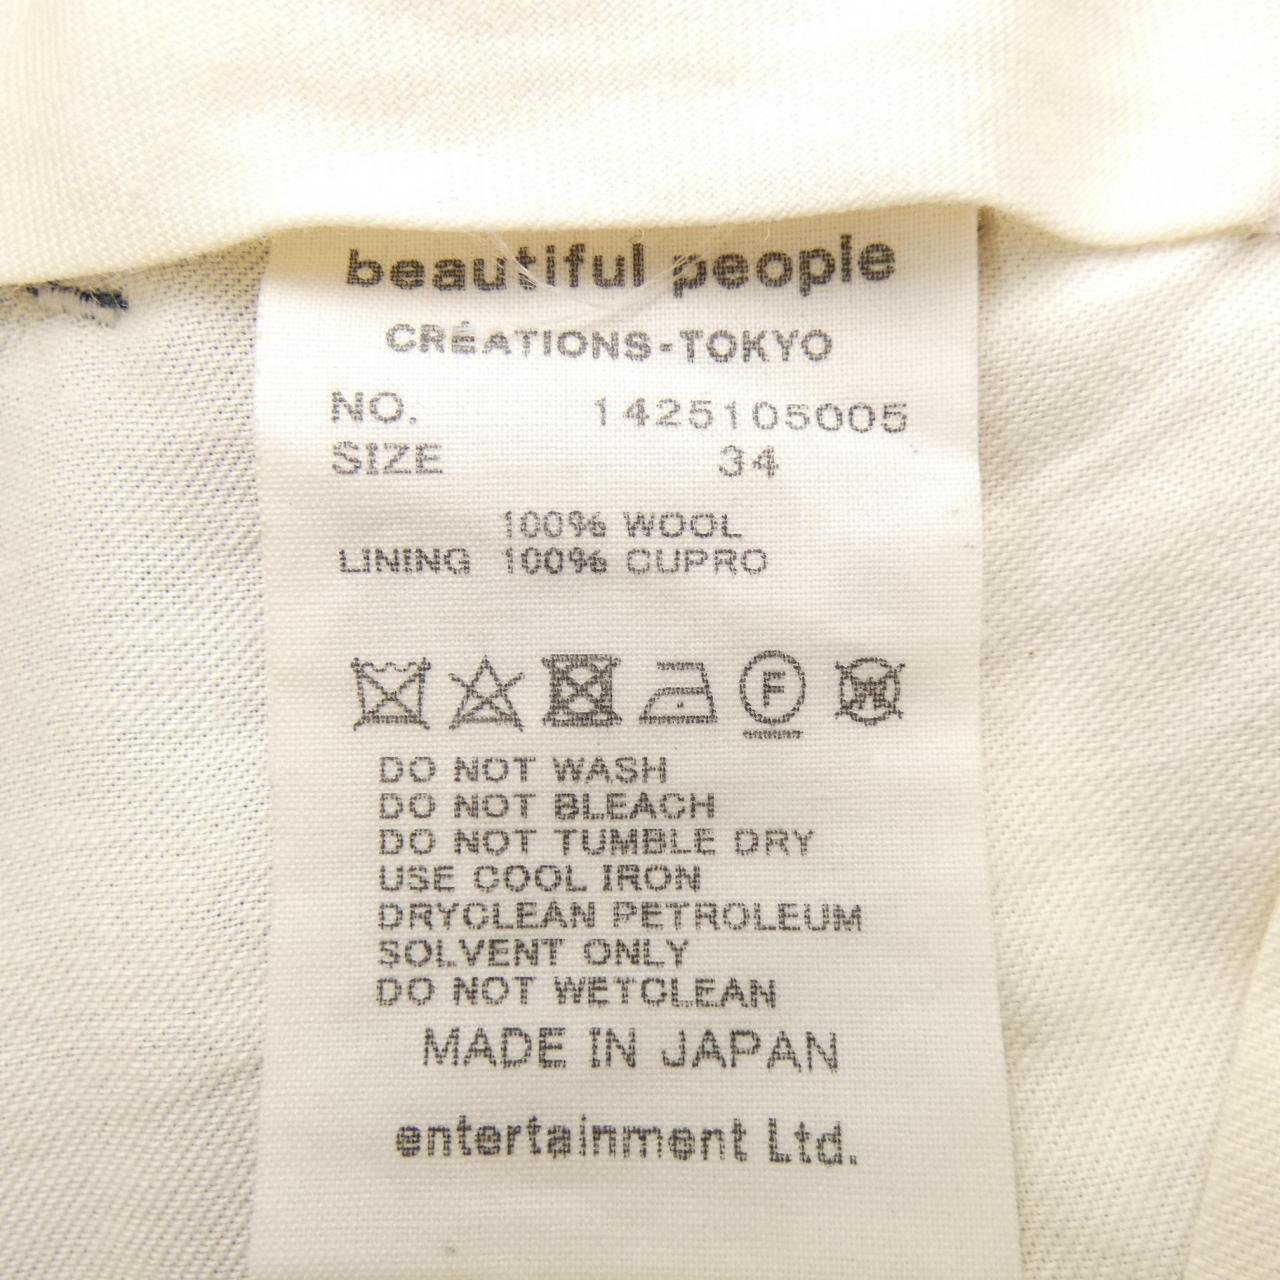 beautiful people
CRÉATIONS-TOKYO
NO. 1425105005
SIZE 34
100% WOOL
LINING 100% CUPRO
F W
DO NOT WASH
DO NOT BLEACH
DO NOT TUMBLE DRY
USE COOL IRON
DRYCLEAN PETROLEUM
SOLVENT ONLY
DO NOT WETCLEAN
MADE IN JAPAN
entertainment Ltd.